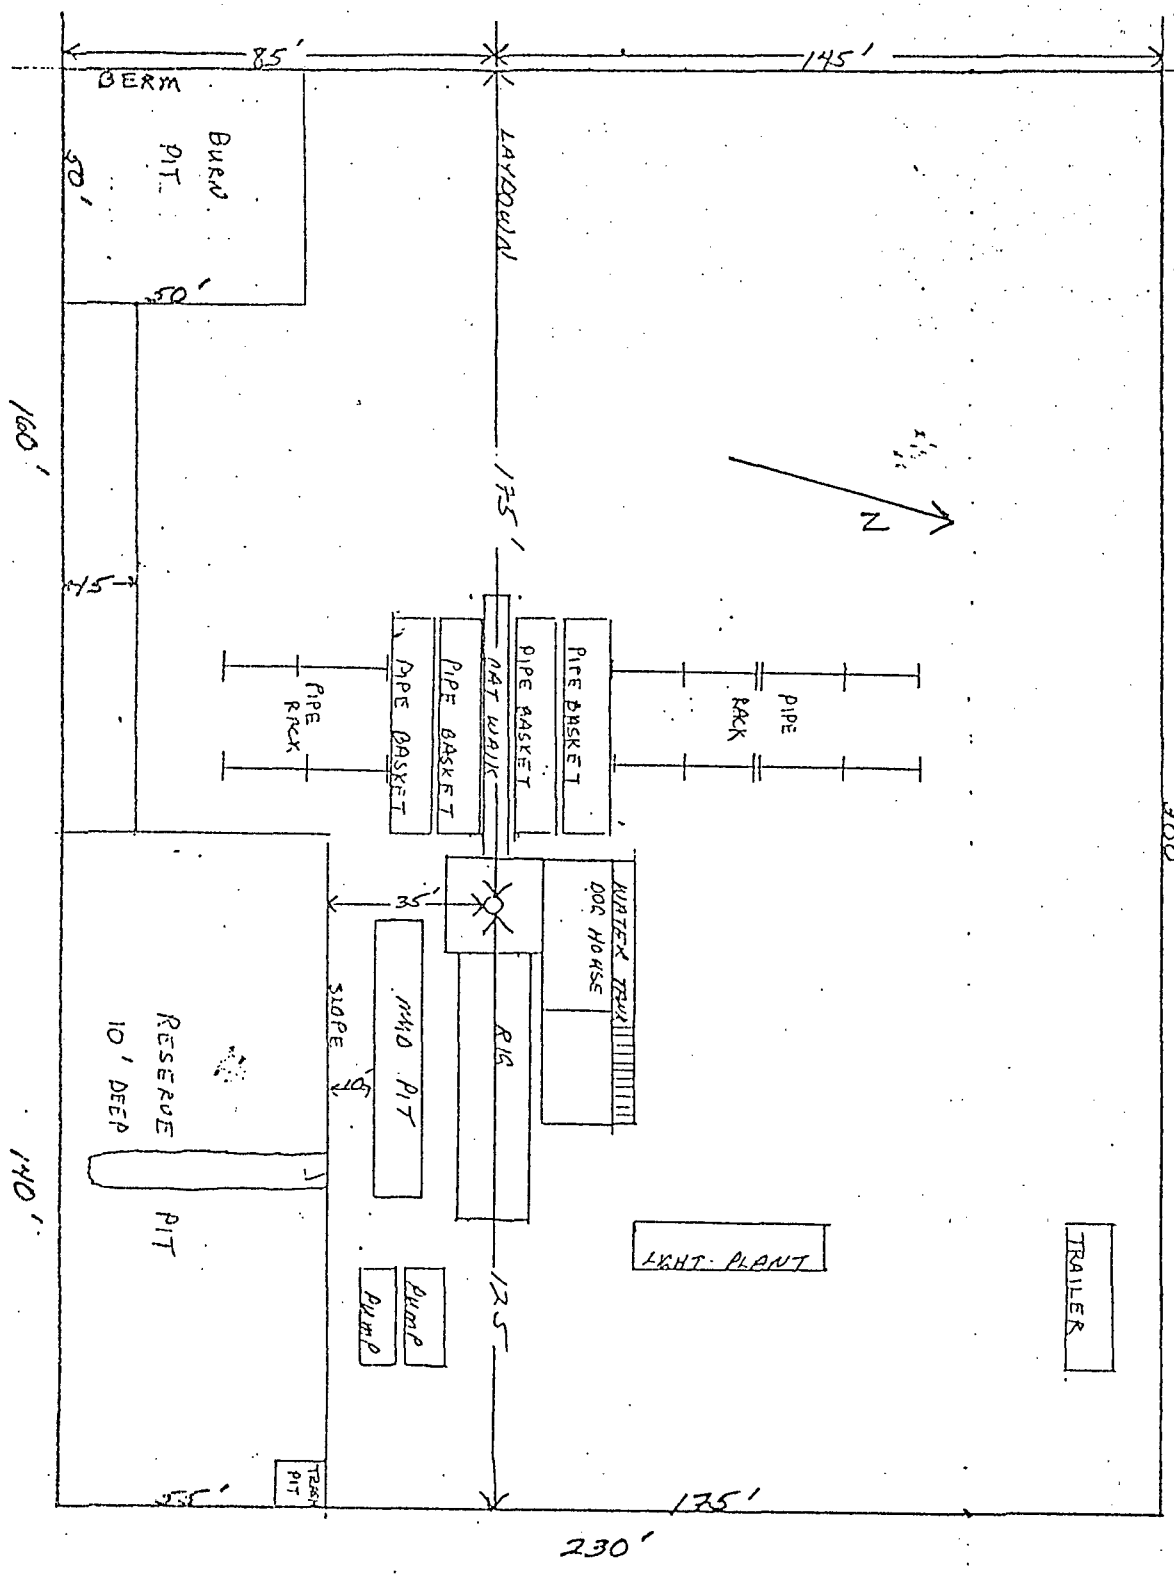 85'
145'
BERM
BURN
PIT
50'
50'
LAYDOWN
160'
175'
N
15
PIPE
RACK
PIPE BASKET
PIPE BASKET
CAT WALK
PIPE BASKET
PIPE BASKET
PIPE
RACK
300
35'
WATER TANK
DOG HOUSE
SLOPE
10'
MUD PIT
RIG
RESERVE PIT
10' DEEP
140'
PUMP
PUMP
125
LIGHT PLANT
TRAILER
TRASH
PIT
55'
175'
230'